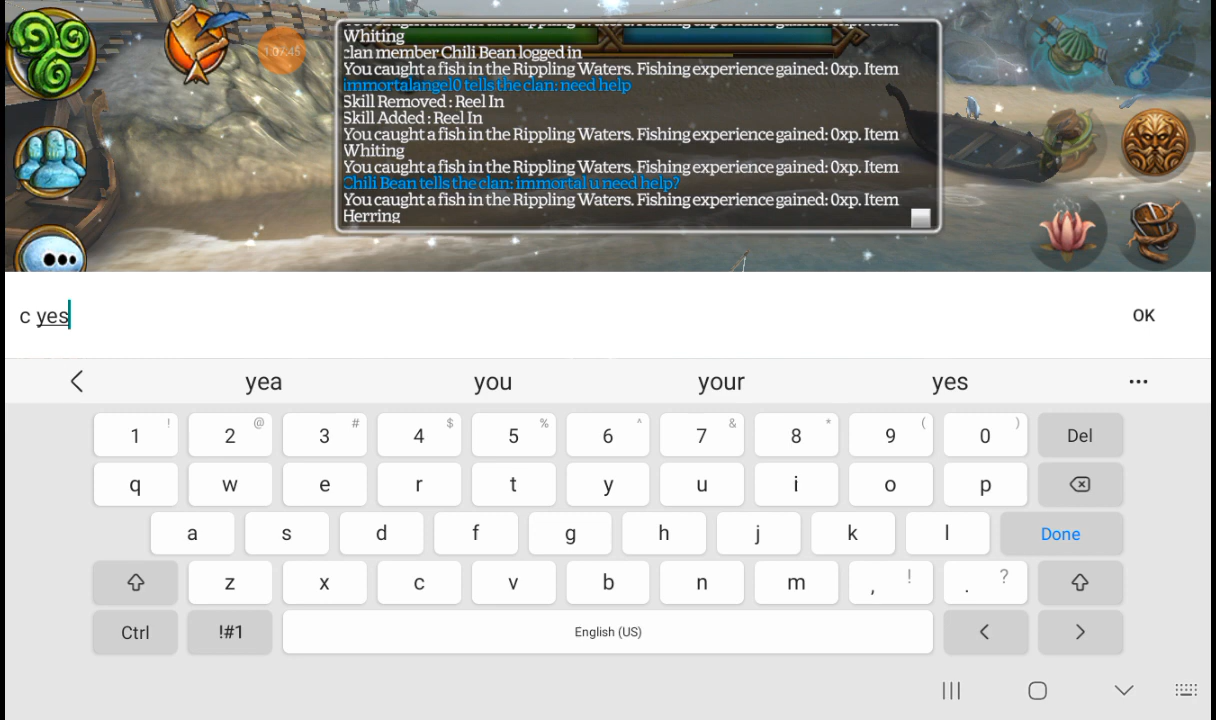 1:07:45
Whiting
clan member Chili Bean logged in
You caught a fish in the Rippling Waters. Fishing experience gained: 0xp. Item
immortalangel0 tells the clan: need help
Skill Removed : Reel In
Skill Added : Reel In
You caught a fish in the Rippling Waters. Fishing experience gained: 0xp. Item
Whiting
You caught a fish in the Rippling Waters. Fishing experience gained: 0xp. Item
Chili Bean tells the clan: immortal u need help?
You caught a fish in the Rippling Waters. Fishing experience gained: 0xp. Item
Herring
c yes
OK
yea you your yes
1 ! 2 @ 3 # 4 $ 5 % 6 ^ 7 & 8 * 9 ( 0 ) Del
q w e r t y u i o p
a s d f g h j k l Done
z x c v b n m , ! . ?
Ctrl !#1 English (US) < >